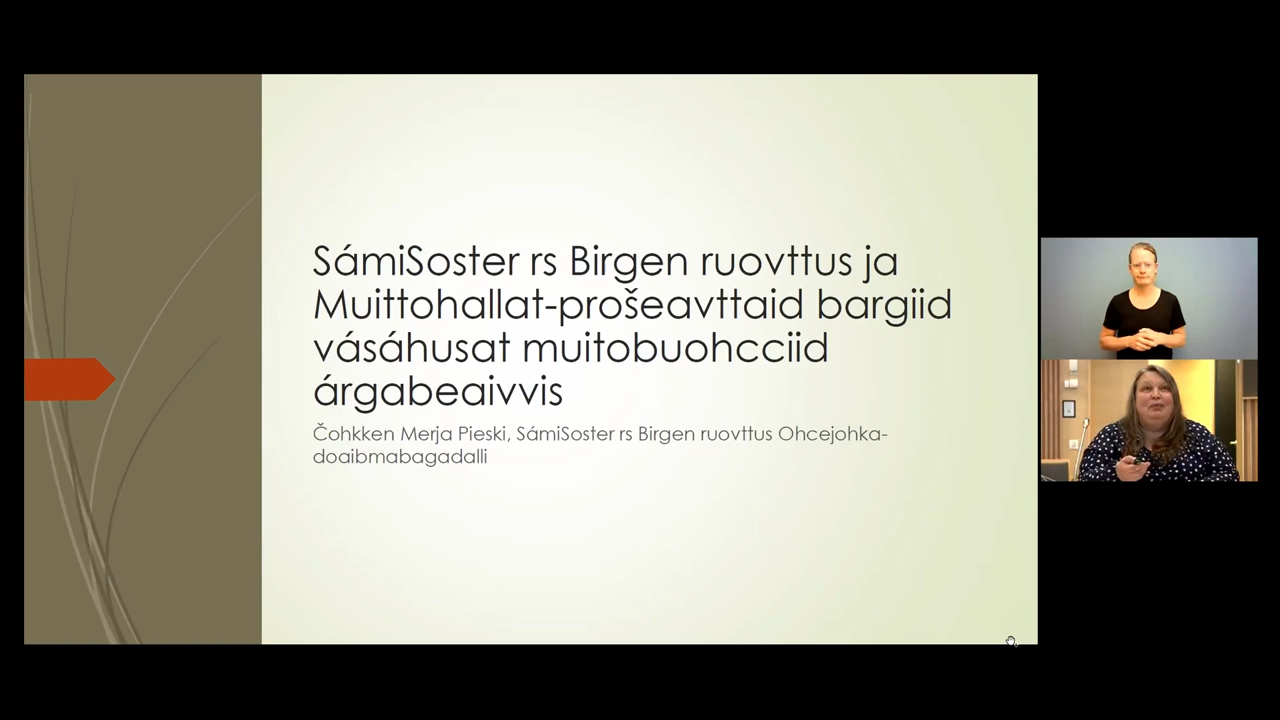 SámiSoster rs Birgen ruovttus ja
Muittohallat-prošeavttaid bargiid
vásáhusat muitobuohcciid
árgabeaivvis
Čohkken Merja Pieski, SámiSoster rs Birgen ruovttus Ohcejohka-
doaibmabagadalli